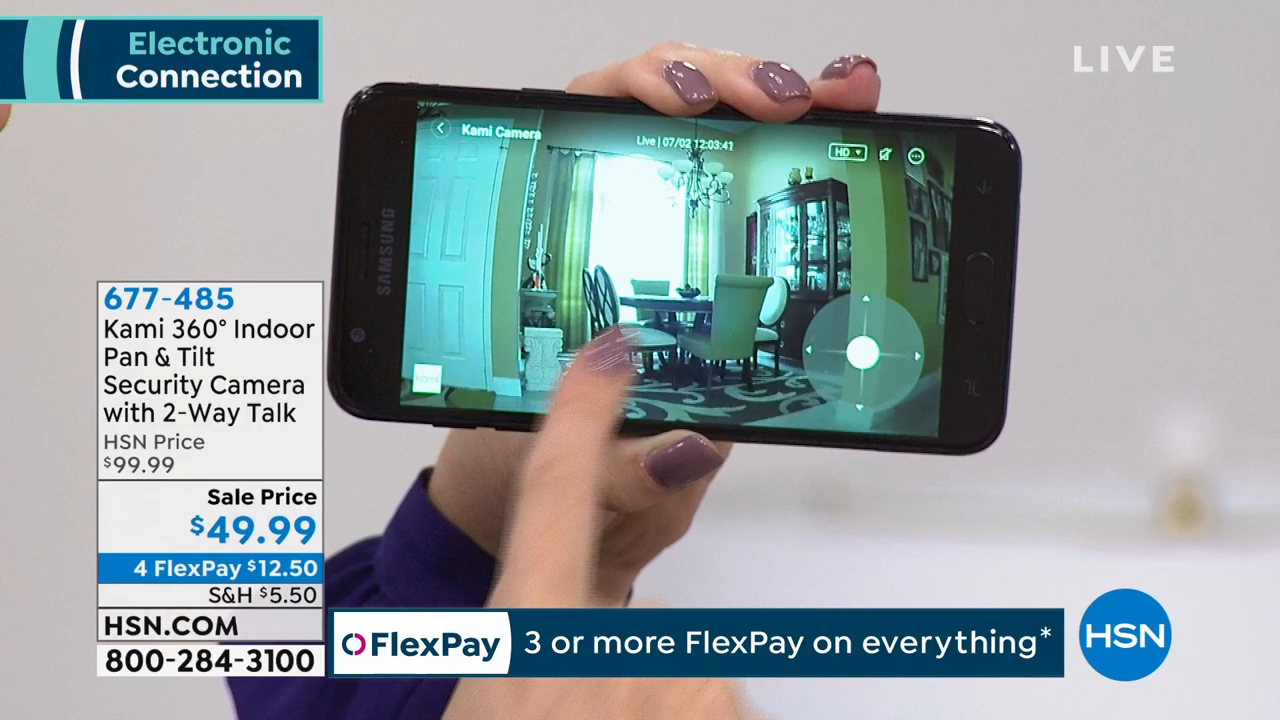 Electronic
Connection
LIVE
Kami Camera
Live | 07/02 12:03:41
HD
SAMSUNG
677-485
Kami 360° Indoor
Pan & Tilt
Security Camera
with 2-Way Talk
HSN Price
$99.99
Sale Price
$49.99
4 FlexPay $12.50
S&H $5.50
HSN.COM
800-284-3100
FlexPay
3 or more FlexPay on everything*
HSN